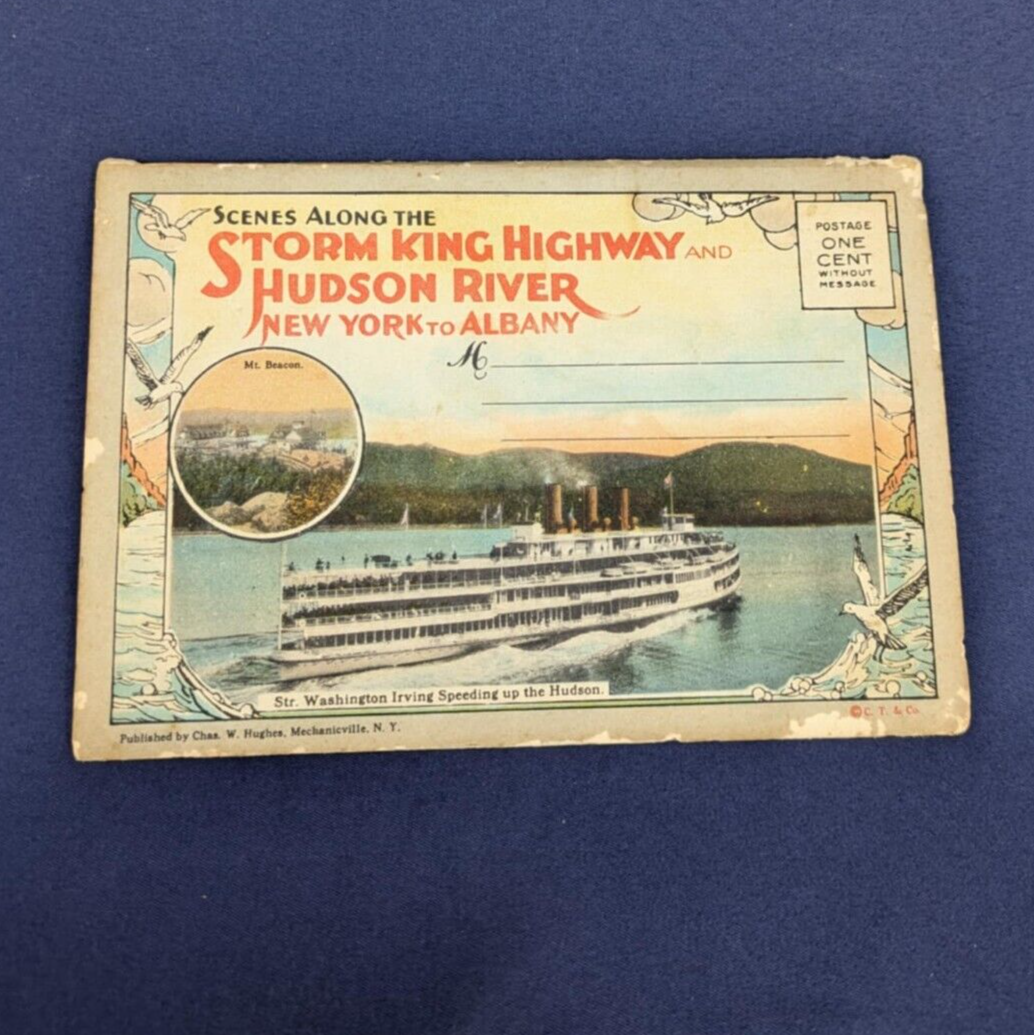 SCENES ALONG THE
STORM KING HIGHWAY AND
HUDSON RIVER
NEW YORK TO ALBANY
POSTAGE
ONE
CENT
WITHOUT
MESSAGE
M
Mt. Beacon.
Str. Washington Irving Speeding up the Hudson.
©C. T. & Co.
Published by Chas. W. Hughes, Mechanicville, N. Y.